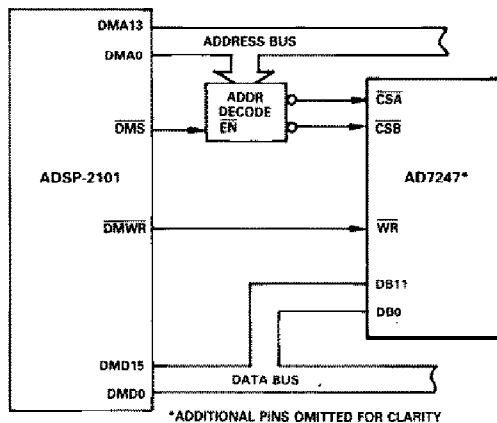 DMA13
ADDRESS BUS
DMA0
ADDR
DECODE
EN
CSA
CSB
DMS
ADSP-2101
AD7247*
DMWR
WR
DB11
DB0
DMD15
DATA BUS
DMD0
*ADDITIONAL PINS OMITTED FOR CLARITY